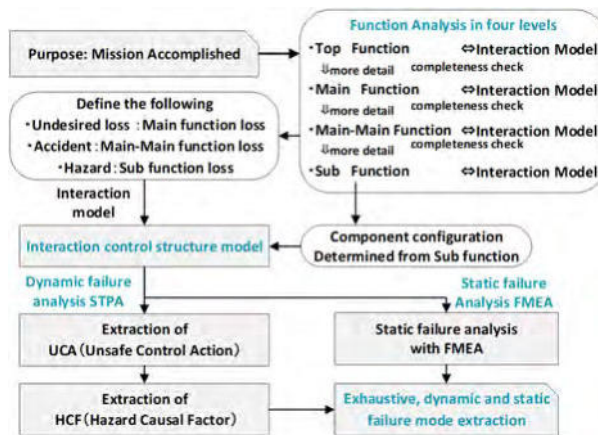 Purpose: Mission Accomplished
Function Analysis in four levels
・Top Function ⇔Interaction Model
⇓more detail completeness check
・Main Function ⇔Interaction Model
⇓more detail completeness check
・Main-Main Function ⇔Interaction Model
⇓more detail completeness check
・Sub Function ⇔Interaction Model
Define the following
・Undesired loss：Main function loss
・Accident：Main-Main function loss
・Hazard：Sub function loss
Interaction
model
Interaction control structure model
Component configuration
Determined from Sub function
Dynamic failure
analysis STPA
Static failure
Analysis FMEA
Extraction of
UCA（Unsafe Control Action）
Static failure analysis
with FMEA
Extraction of
HCF（Hazard Causal Factor）
Exhaustive, dynamic and static
failure mode extraction